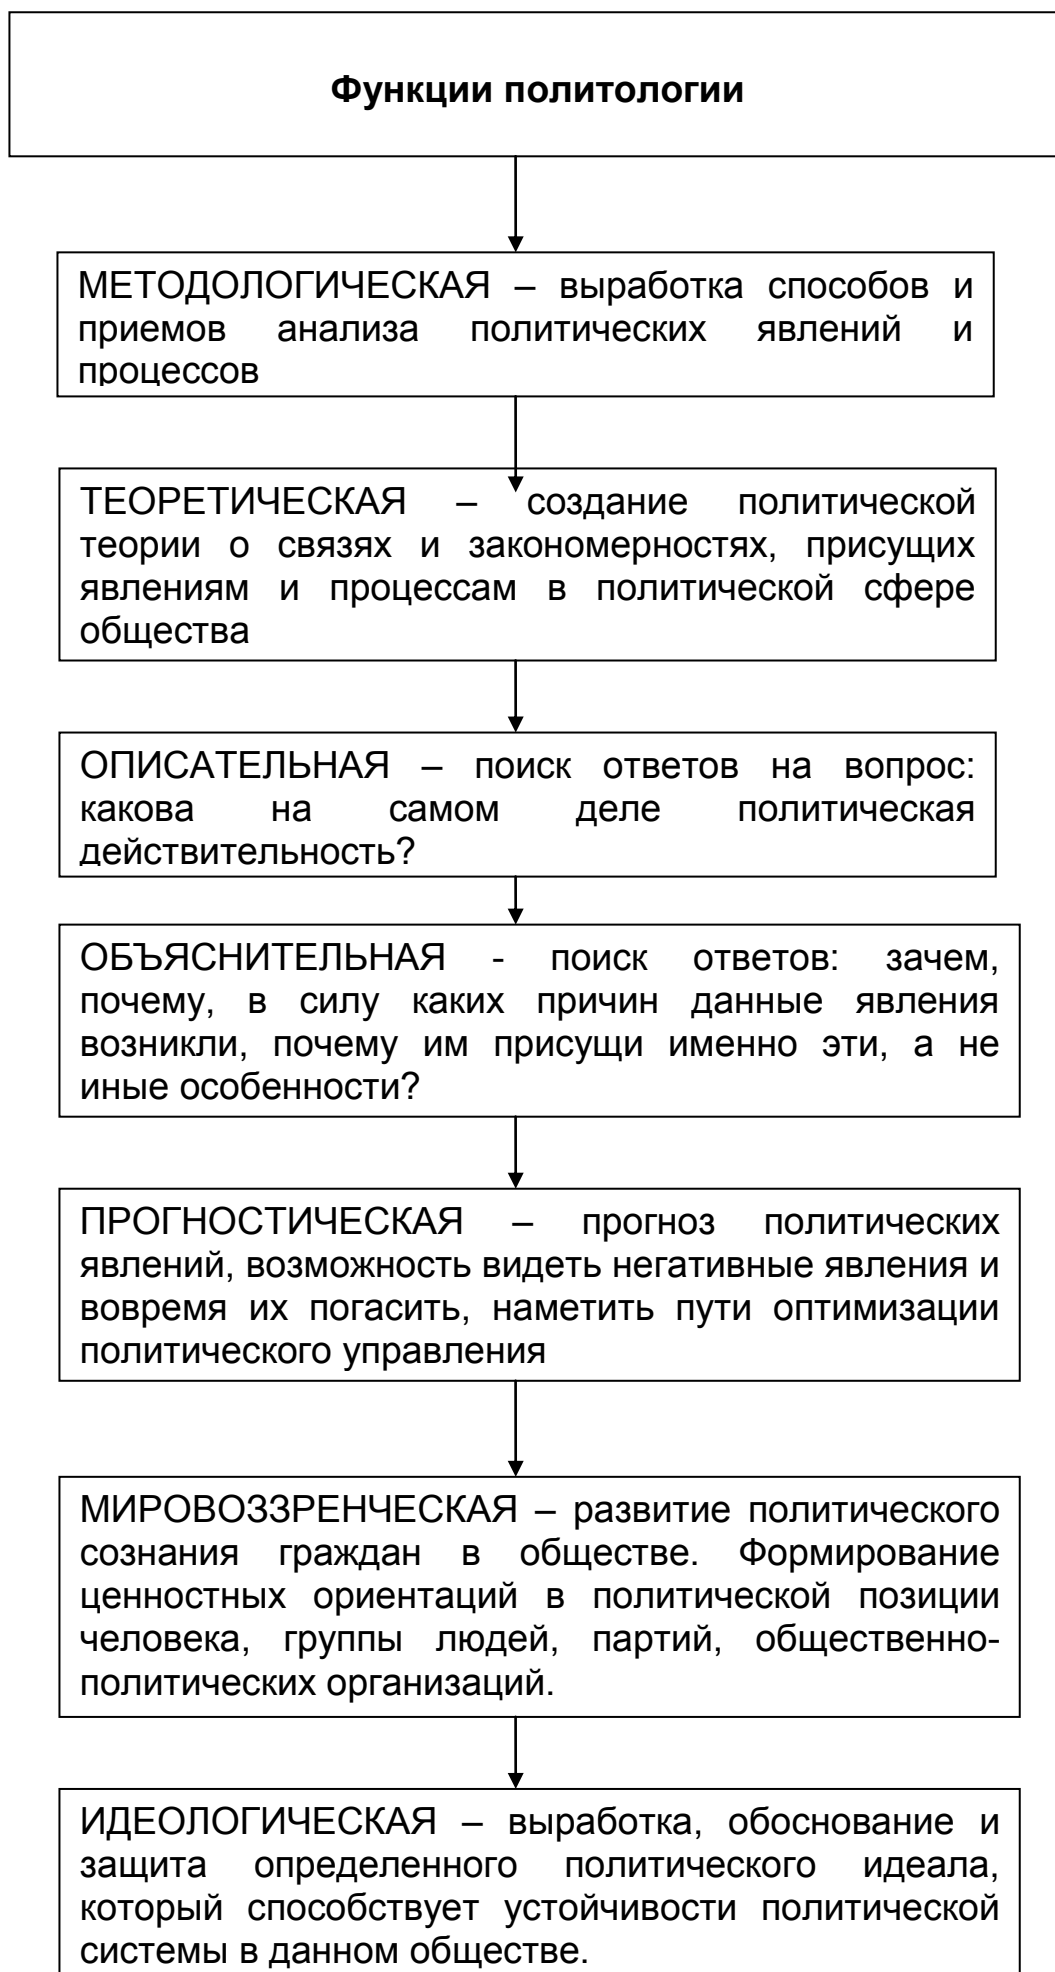 Функции политологии
МЕТОДОЛОГИЧЕСКАЯ – выработка способов и
приемов анализа политических явлений и
процессов
ТЕОРЕТИЧЕСКАЯ – создание политической
теории о связях и закономерностях, присущих
явлениям и процессам в политической сфере
общества
ОПИСАТЕЛЬНАЯ – поиск ответов на вопрос:
какова на самом деле политическая
действительность?
ОБЪЯСНИТЕЛЬНАЯ - поиск ответов: зачем,
почему, в силу каких причин данные явления
возникли, почему им присущи именно эти, а не
иные особенности?
ПРОГНОСТИЧЕСКАЯ – прогноз политических
явлений, возможность видеть негативные явления и
вовремя их погасить, наметить пути оптимизации
политического управления
МИРОВОЗЗРЕНЧЕСКАЯ – развитие политического
сознания граждан в обществе. Формирование
ценностных ориентаций в политической позиции
человека, группы людей, партий, общественно-
политических организаций.
ИДЕОЛОГИЧЕСКАЯ – выработка, обоснование и
защита определенного политического идеала,
который способствует устойчивости политической
системы в данном обществе.